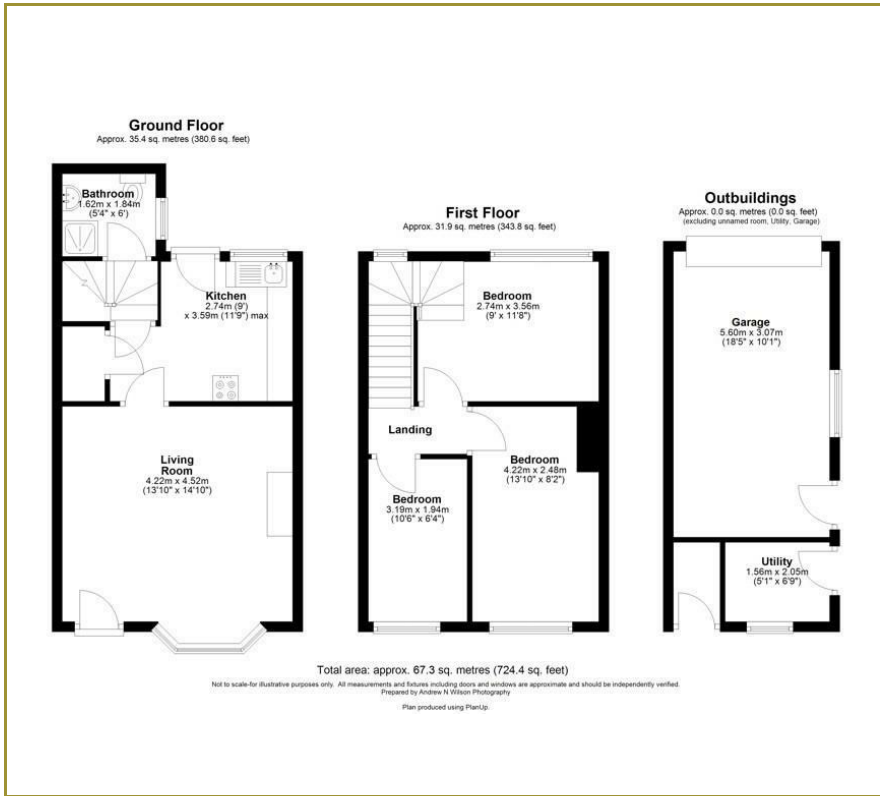 Ground Floor
Approx. 35.4 sq. metres (380.6 sq. feet)
Bathroom
1.62m x 1.84m
(5'4" x 6')
Kitchen
2.74m (9')
x 3.59m (11'9") max
Living
Room
4.22m x 4.52m
(13'10" x 14'10")
First Floor
Approx. 31.9 sq. metres (343.8 sq. feet)
Bedroom
2.74m x 3.56m
(9' x 11'8")
Landing
Bedroom
4.22m x 2.48m
(13'10" x 8'2")
Bedroom
3.19m x 1.94m
(10'6" x 6'4")
Outbuildings
Approx. 0.0 sq. metres (0.0 sq. feet)
(excluding unnamed room, Utility, Garage)
Garage
5.60m x 3.07m
(18'5" x 10'1")
Utility
1.56m x 2.05m
(5'1" x 6'9")
Total area: approx. 67.3 sq. metres (724.4 sq. feet)
Not to scale-for illustrative purposes only. All measurements and fixtures including doors and windows are approximate and should be independently verified.
Prepared by Andrew N Wilson Photography
Plan produced using PlanUp.